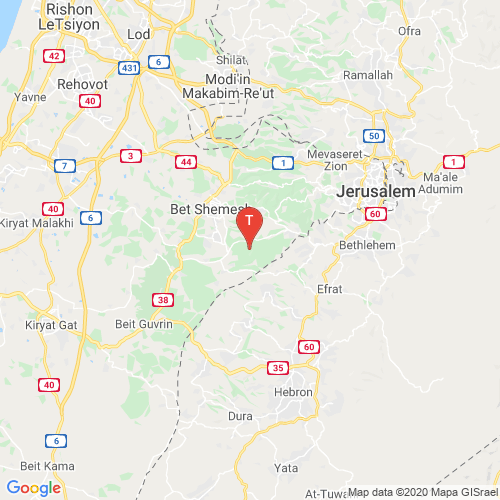 Rishon
LeTsiyon
Lod
Ofra
42
6
Shilat
431
Modi'in
Makabim-Re'ut
Ramallah
Rehovot
Yavne
40
50
3
44
1
Mevaseret
Zion
1
7
Ma'ale
Adumim
Jerusalem
40
6
Kiryat Malakhi
Bet Shemesh
T
60
Bethlehem
Efrat
38
Kiryat Gat
Beit Guvrin
60
35
40
Hebron
Dura
6
Beit Kama
Yata
Google
At-Tuwa
Map data ©2020 Mapa GISrael